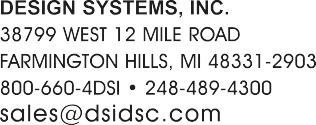 DESIGN SYSTEMS, INC.
38799 WEST 12 MILE ROAD
FARMINGTON HILLS, MI 48331-2903
800-660-4DSI • 248-489-4300
sales@dsidsc.com